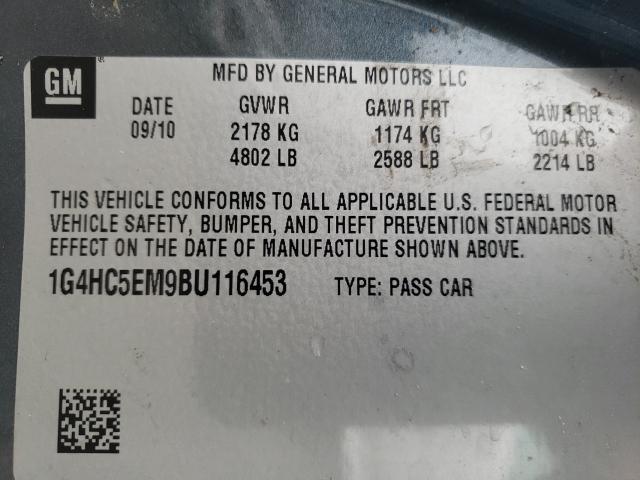 GM ®
MFD BY GENERAL MOTORS LLC
DATE GVWR GAWR FRT GAWR RR
09/10 2178 KG 1174 KG 1004 KG
4802 LB 2588 LB 2214 LB
THIS VEHICLE CONFORMS TO ALL APPLICABLE U.S. FEDERAL MOTOR
VEHICLE SAFETY, BUMPER, AND THEFT PREVENTION STANDARDS IN
EFFECT ON THE DATE OF MANUFACTURE SHOWN ABOVE.
1G4HC5EM9BU116453 TYPE: PASS CAR